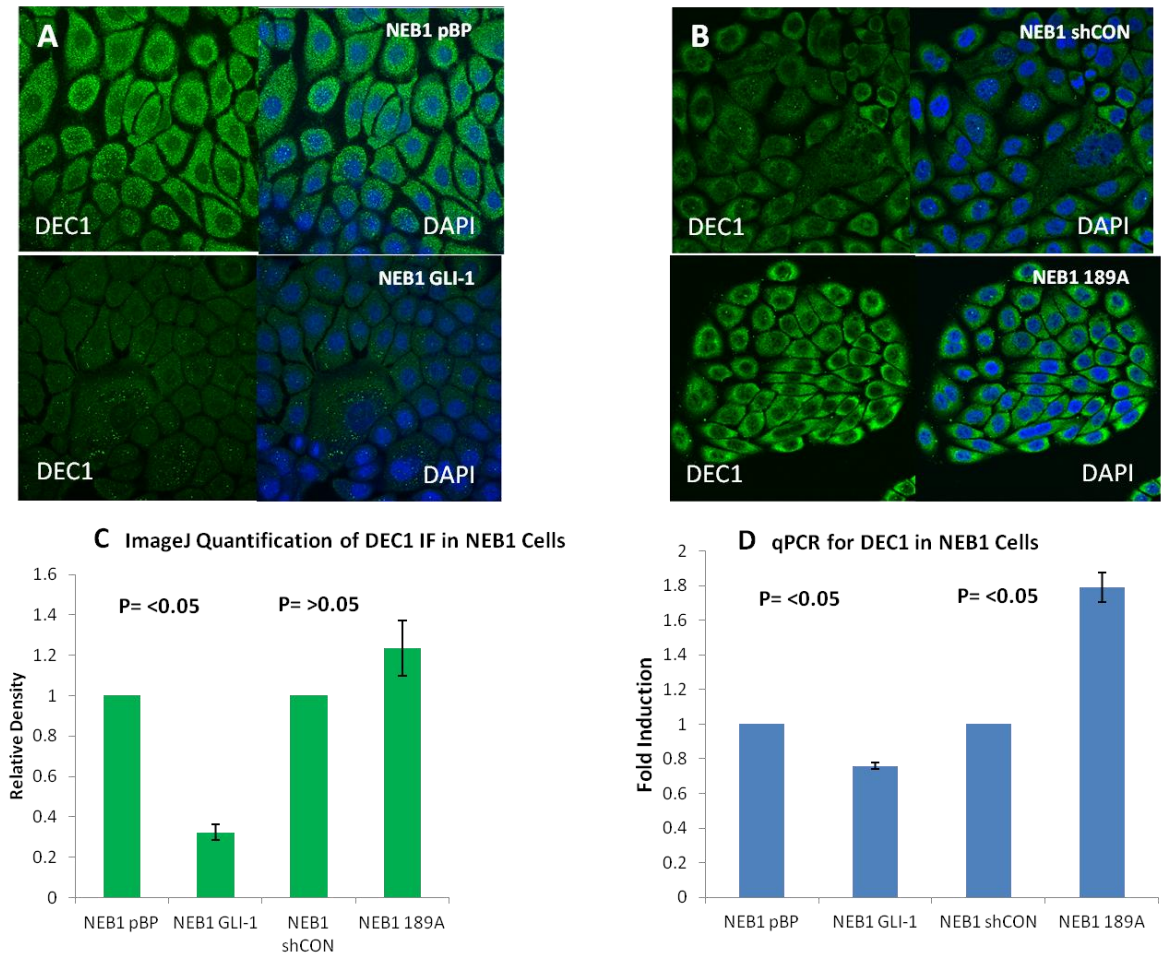 A
NEB1 pBP
DEC1
DAPI
NEB1 GLI-1
DEC1
DAPI
B
NEB1 shCON
DAPI
NEB1 189A
DEC1
DAPI
C ImageJ Quantification of DEC1 IF in NEB1 Cells
1.6
1.4
1.2
1
0.8
0.6
0.4
0.2
0
Relative Density
P= <0.05
P= >0.05
NEB1 pBP
NEB1 GLI-1
NEB1
shCON
NEB1 189A
D qPCR for DEC1 in NEB1 Cells
2
1.8
1.6
1.4
1.2
1
0.8
0.6
0.4
0.2
0
Fold Induction
P= <0.05
P= <0.05
NEB1 pBP
NEB1 GLI-1
NEB1 shCON
NEB1 189A